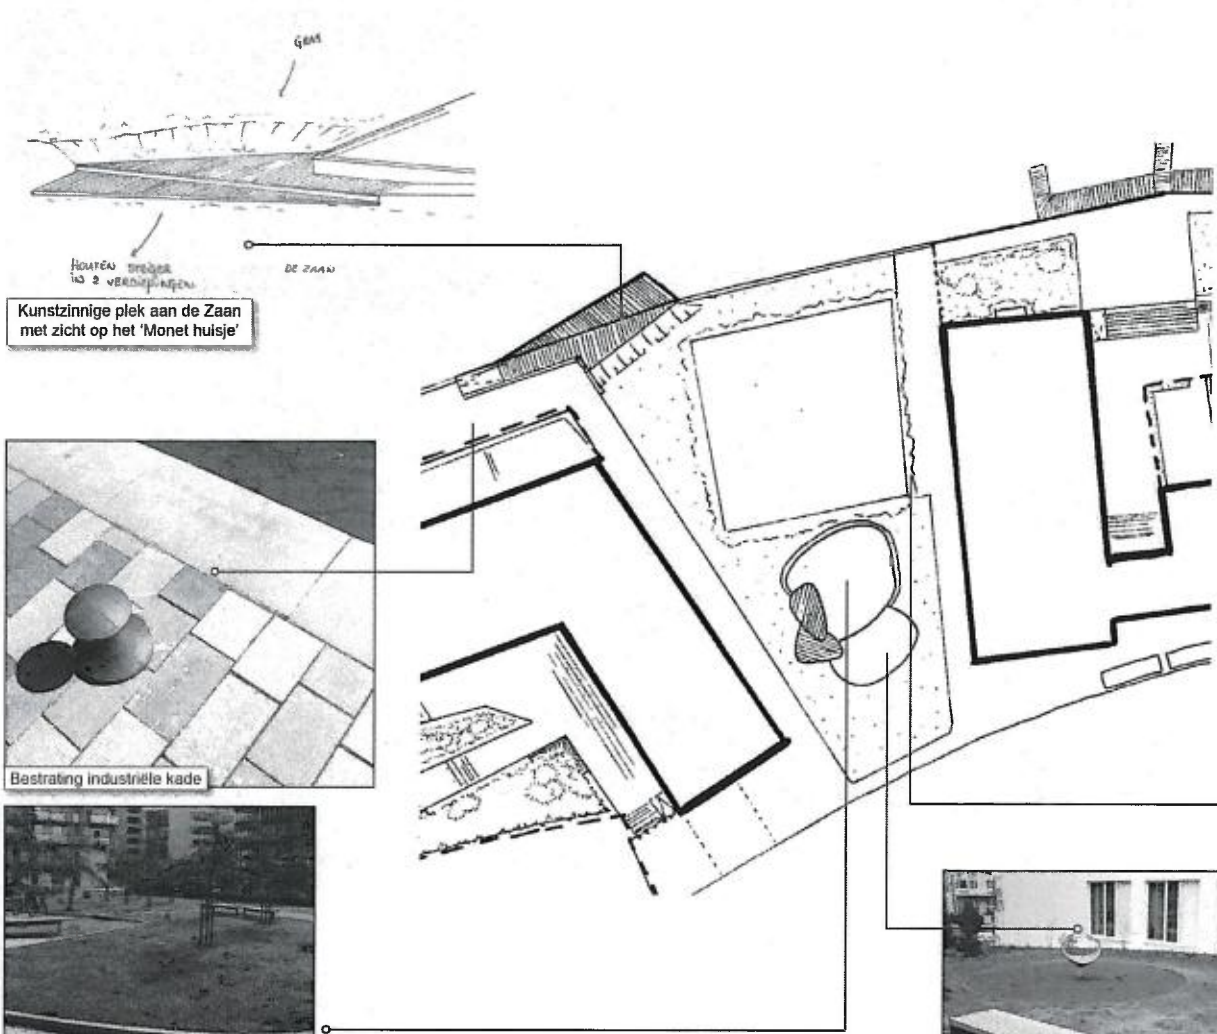 GRAS
HOUTEN STEIGER
IN 2 VERDIEPINGEN
DE ZAAN
Kunstzinnige plek aan de Zaan
met zicht op het 'Monet huisje'
Bestrating industriële kade